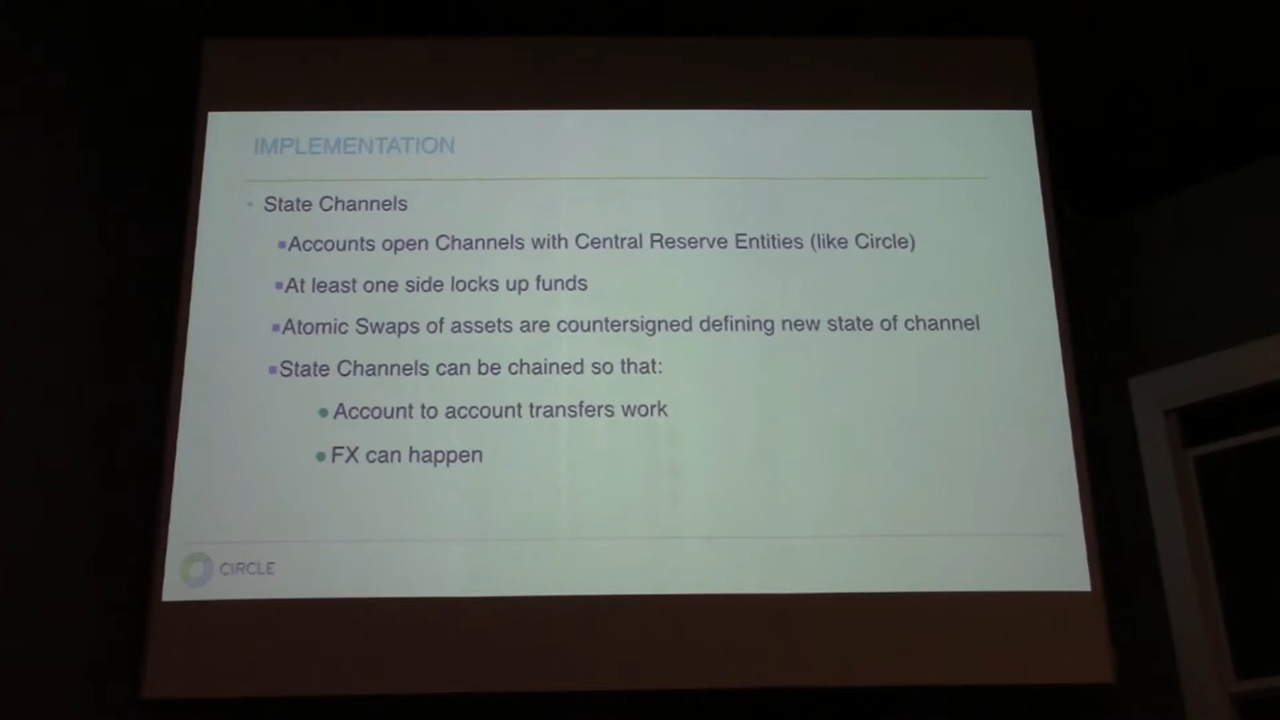 IMPLEMENTATION
State Channels
Accounts open Channels with Central Reserve Entities (like Circle)
At least one side locks up funds
Atomic Swaps of assets are countersigned defining new state of channel
State Channels can be chained so that:
Account to account transfers work
FX can happen
CIRCLE